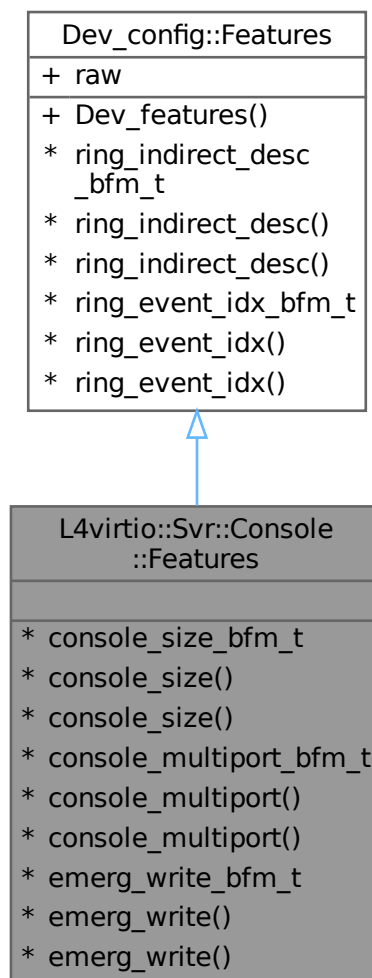 Dev_config::Features
+ raw
+ Dev_features()
* ring_indirect_desc
_bfm_t
* ring_indirect_desc()
* ring_indirect_desc()
* ring_event_idx_bfm_t
* ring_event_idx()
* ring_event_idx()
L4virtio::Svr::Console
::Features
* console_size_bfm_t
* console_size()
* console_size()
* console_multiport_bfm_t
* console_multiport()
* console_multiport()
* emerg_write_bfm_t
* emerg_write()
* emerg_write()